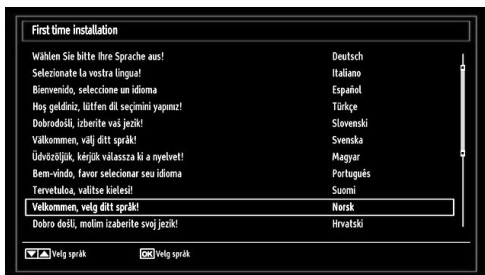 First time installation
Wählen Sie bitte Ihre Sprache aus! Deutsch
Selezionate la vostra lingua! Italiano
Bienvenido, seleccione un idioma Español
Hoş geldiniz, lütfen dil seçimini yapınız! Türkçe
Dobrodošli, izberite vaš jezik! Slovenski
Välkommen, välj ditt språk! Svenska
Üdvözöljük, kérjük válassza ki a nyelvet! Magyar
Bem-vindo, favor selecionar seu idioma Português
Tervetuloa, valitse kielesi! Suomi
Velkommen, velg ditt språk! Norsk
Dobro došli, molim izaberite svoj jezik! Hrvatski
Velg språk OK Velg språk